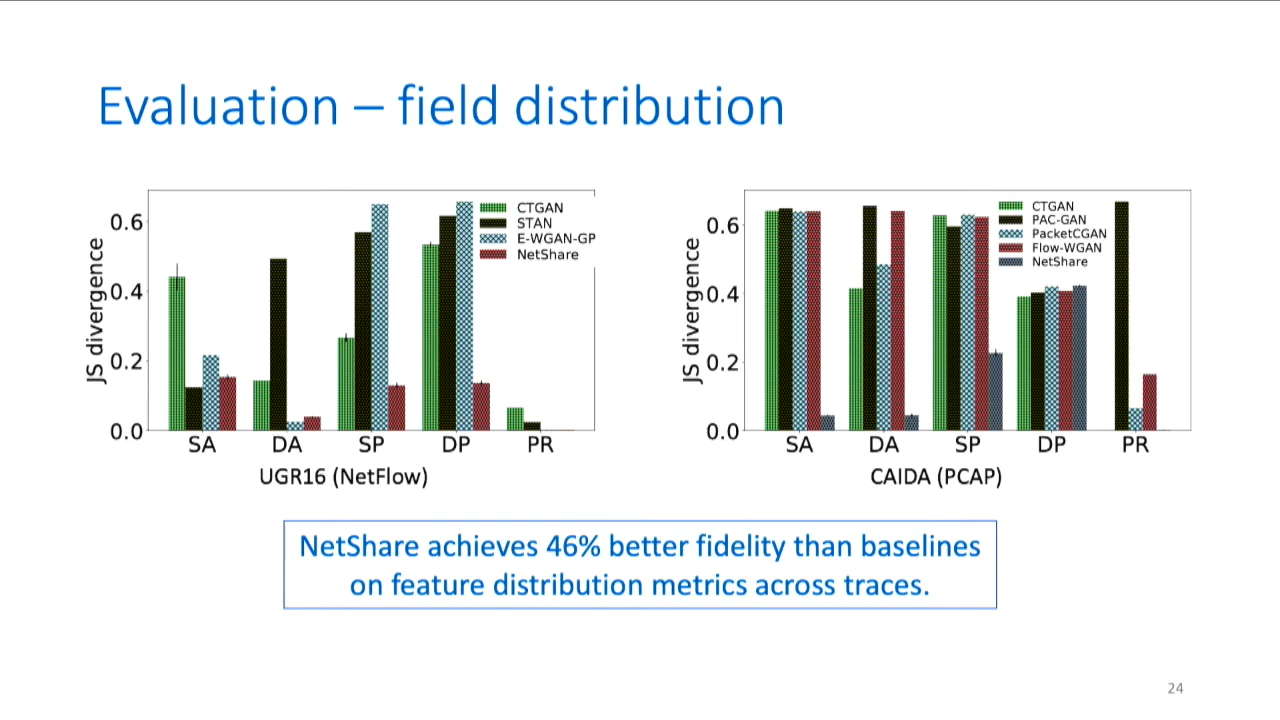 Evaluation – field distribution
JS divergence
0.6
0.4
0.2
0.0
CTGAN
STAN
E-WGAN-GP
NetShare
SA DA SP DP PR
UGR16 (NetFlow)
JS divergence
0.6
0.4
0.2
0.0
CTGAN
PAC-GAN
PacketCGAN
Flow-WGAN
NetShare
SA DA SP DP PR
CAIDA (PCAP)
NetShare achieves 46% better fidelity than baselines
on feature distribution metrics across traces.
24